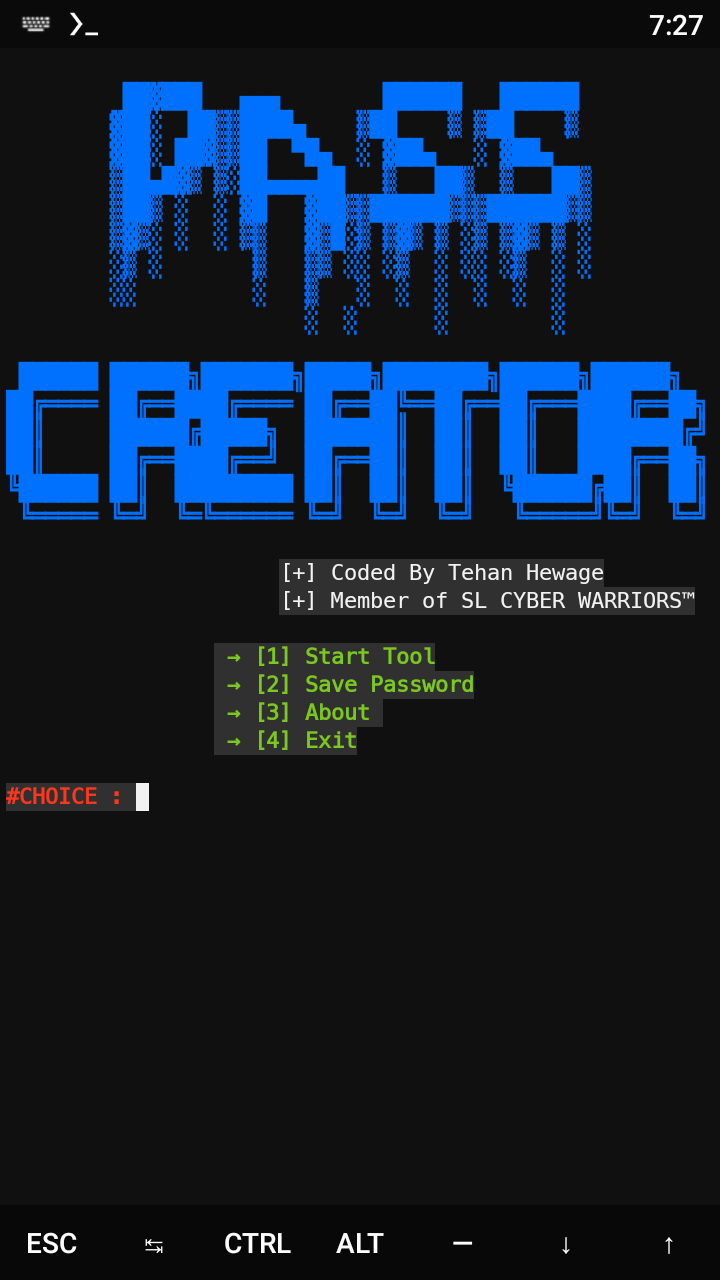 7:27
PASS
CREATOR
[+] Coded By Tehan Hewage
[+] Member of SL CYBER WARRIORS™
→ [1] Start Tool
→ [2] Save Password
→ [3] About
→ [4] Exit
#CHOICE :
ESC ↹ CTRL ALT — ↓ ↑